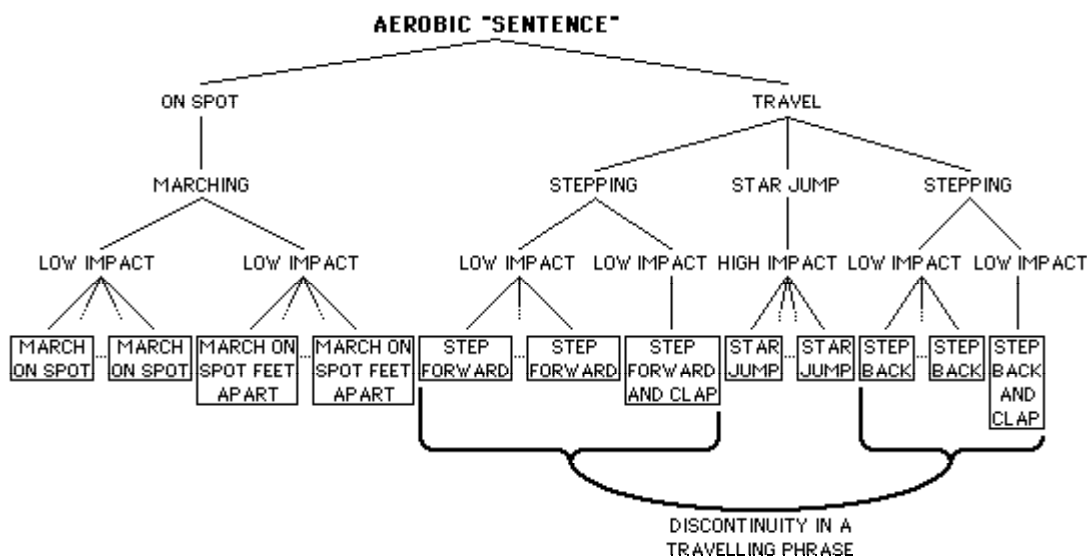 AEROBIC "SENTENCE"
ON SPOT TRAVEL
MARCHING STEPPING STAR JUMP STEPPING
LOW IMPACT LOW IMPACT LOW IMPACT LOW IMPACT HIGH IMPACT LOW IMPACT LOW IMPACT
MARCH ... MARCH MARCH ON ... MARCH ON STEP ... STEP STEP STAR ... STAR STEP ... STEP STEP
ON SPOT ON SPOT SPOT FEET SPOT FEET FORWARD FORWARD FORWARD JUMP JUMP BACK BACK BACK
APART APART AND CLAP AND
CLAP
DISCONTINUITY IN A
TRAVELLING PHRASE